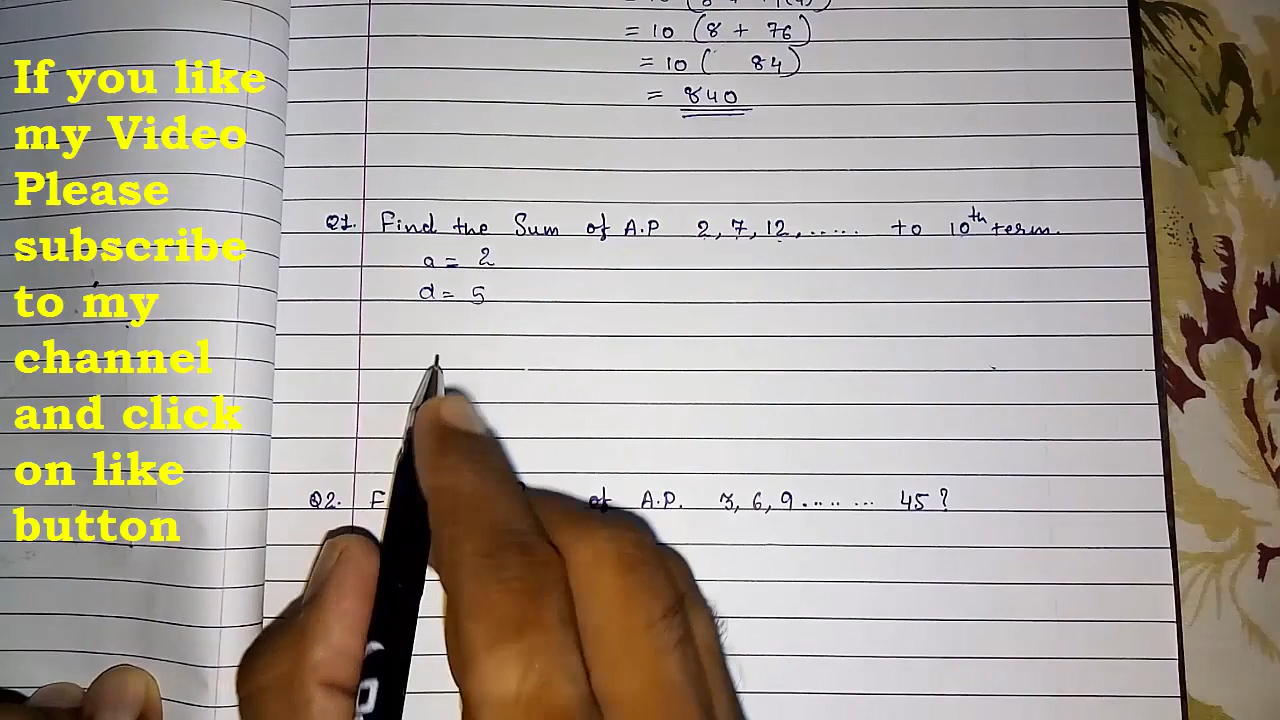 If you like
my Video
Please
subscribe
to my
channel
and click
on like
button
= 10 (8 + 76)
= 10 ( 84)
= 840
Q1. Find the Sum of A.P 2, 7, 12, ..... to 10th term.
a = 2
d = 5
Q2. of A.P. 3, 6, 9 ........ 45 ?